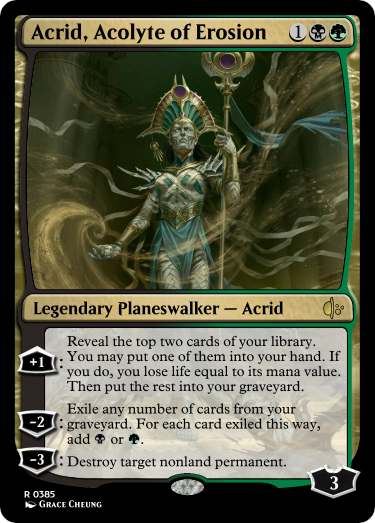 Acrid, Acolyte of Erosion 1
Legendary Planeswalker — Acrid
Reveal the top two cards of your library.
+1: You may put one of them into your hand. If
you do, you lose life equal to its mana value.
Then put the rest into your graveyard.
Exile any number of cards from your
-2: graveyard. For each card exiled this way,
add or .
-3: Destroy target nonland permanent.
3
R 0385
Grace Cheung